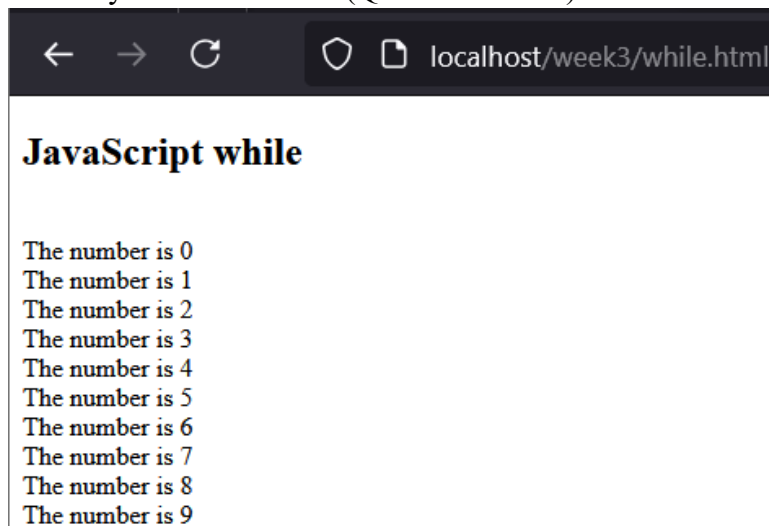 localhost/week3/while.html
JavaScript while
The number is 0
The number is 1
The number is 2
The number is 3
The number is 4
The number is 5
The number is 6
The number is 7
The number is 8
The number is 9